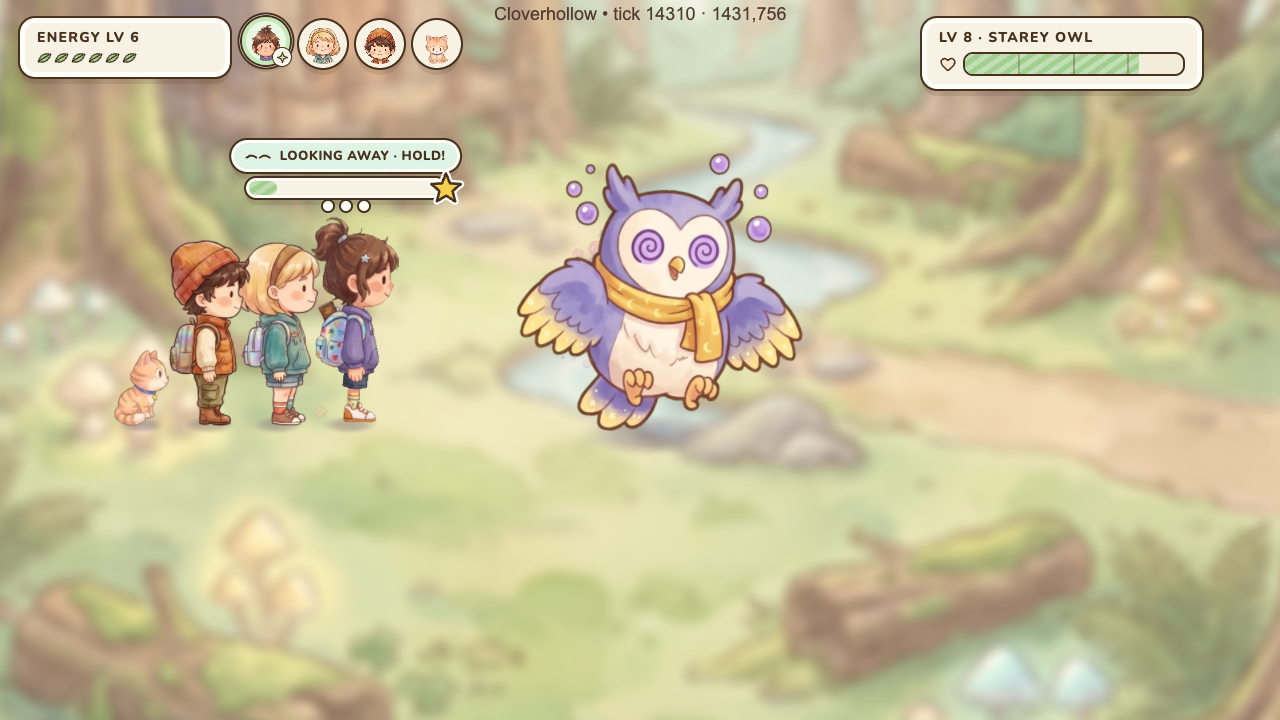 Cloverhollow • tick 14310 · 1431,756
ENERGY LV 6
LV 8 · STAREY OWL
LOOKING AWAY · HOLD!